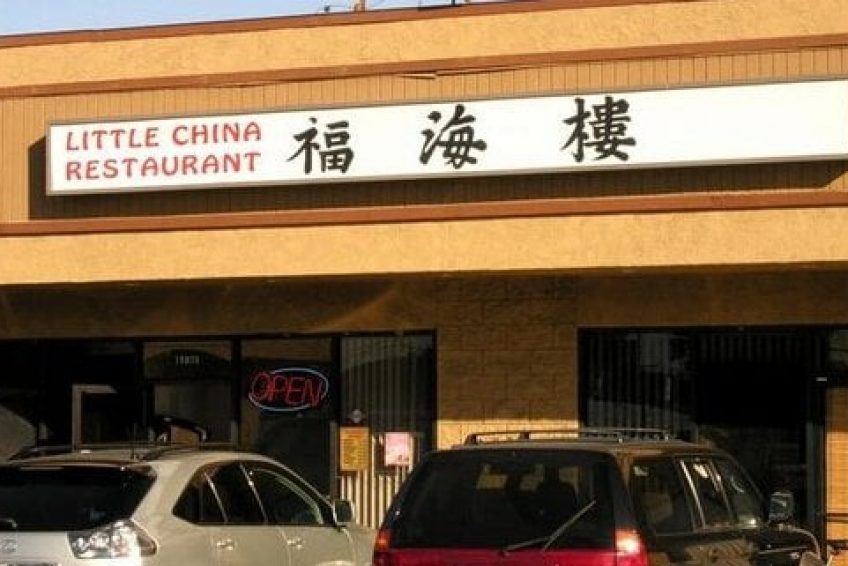 LITTLE CHINA
RESTAURANT
福海樓
OPEN